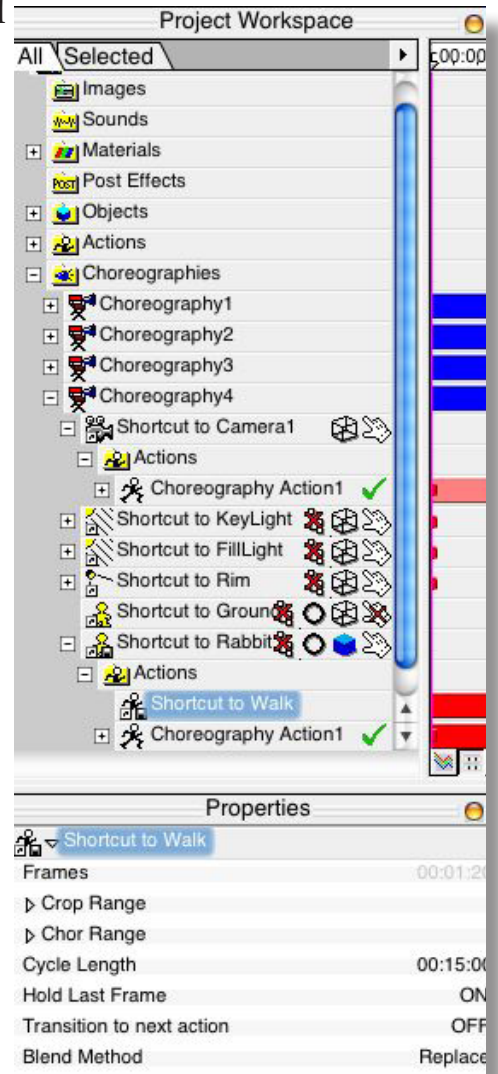 Project Workspace
All Selected 00:00
Images
Sounds
Materials
POST Post Effects
Objects
Actions
Choreographies
Choreography1
Choreography2
Choreography3
Choreography4
Shortcut to Camera1
Actions
Choreography Action1
Shortcut to KeyLight
Shortcut to FillLight
Shortcut to Rim
Shortcut to Ground
Shortcut to Rabbit
Actions
Shortcut to Walk
Choreography Action1
Properties
Shortcut to Walk
Frames 00:01:20
Crop Range
Chor Range
Cycle Length 00:15:00
Hold Last Frame ON
Transition to next action OFF
Blend Method Replace